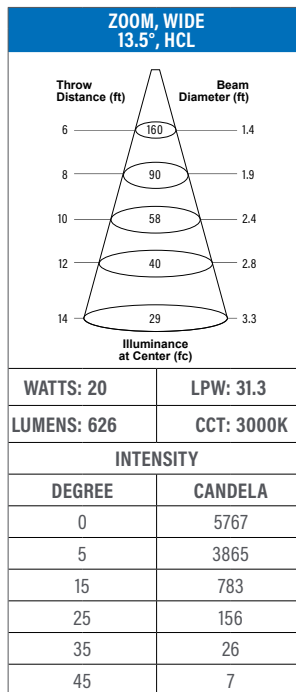 ZOOM, WIDE
13.5°, HCL
Throw Distance (ft)
Beam Diameter (ft)
6 160 1.4
8 90 1.9
10 58 2.4
12 40 2.8
14 29 3.3
Illuminance
at Center (fc)
WATTS: 20 LPW: 31.3
LUMENS: 626 CCT: 3000K
INTENSITY
DEGREE CANDELA
0 5767
5 3865
15 783
25 156
35 26
45 7